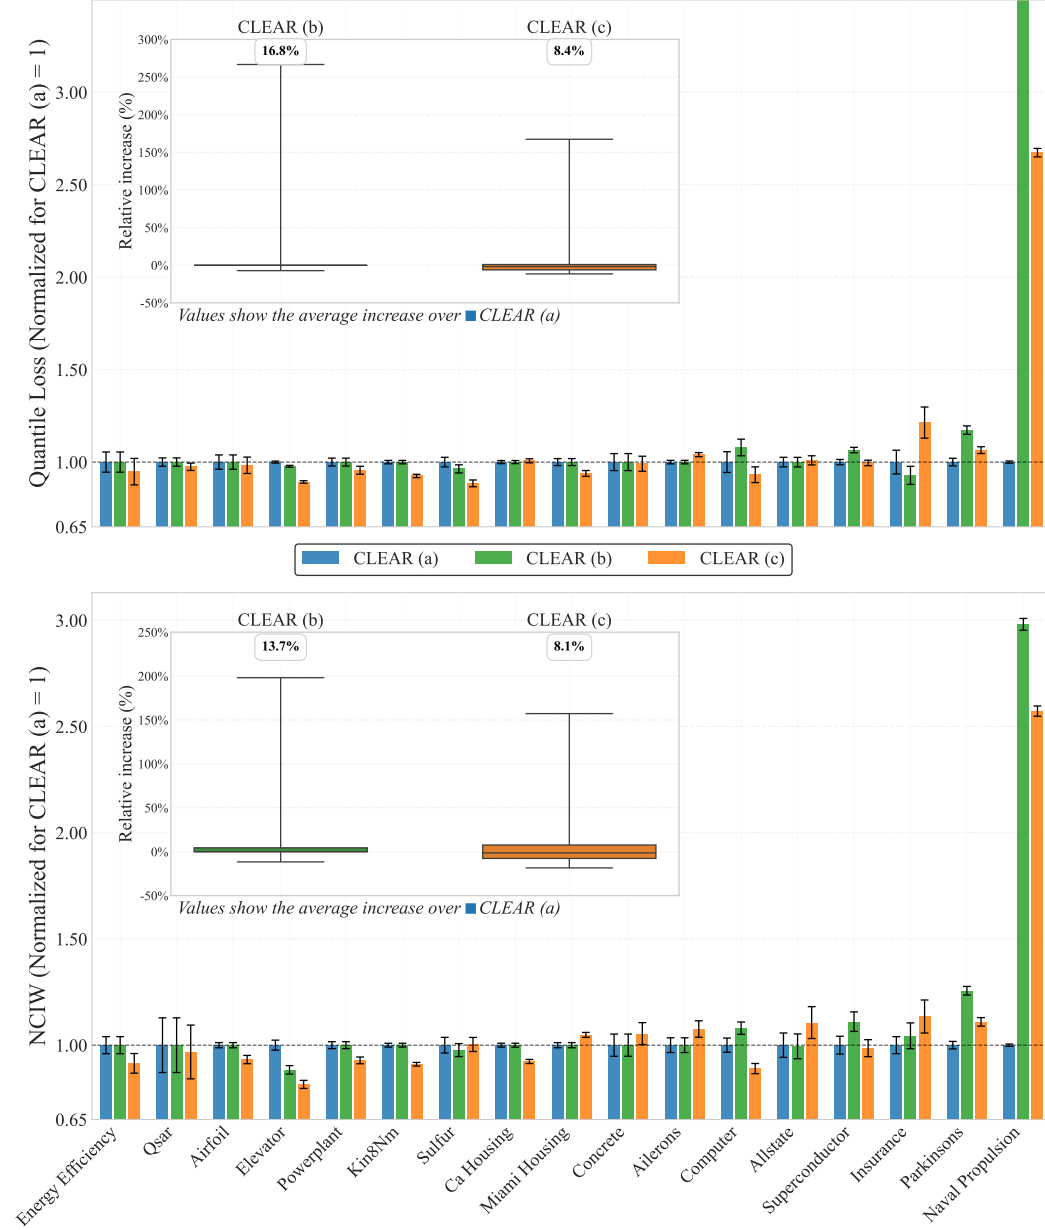 Quantile Loss (Normalized for CLEAR (a) = 1)
3.00
2.50
2.00
1.50
1.00
0.65
CLEAR (b)
CLEAR (c)
Relative increase (%)
300%
250%
200%
150%
100%
50%
0%
-50%
16.8%
8.4%
Values show the average increase over CLEAR (a)
CLEAR (a)
CLEAR (b)
CLEAR (c)
NCIW (Normalized for CLEAR (a) = 1)
3.00
2.50
2.00
1.50
1.00
0.65
CLEAR (b)
CLEAR (c)
Relative increase (%)
250%
200%
150%
100%
50%
0%
-50%
13.7%
8.1%
Values show the average increase over CLEAR (a)
Energy Efficiency
Qsar
Airfoil
Elevator
Powerplant
Kin8Nm
Sulfur
Ca Housing
Miami Housing
Concrete
Ailerons
Computer
Allstate
Superconductor
Insurance
Parkinsons
Naval Propulsion